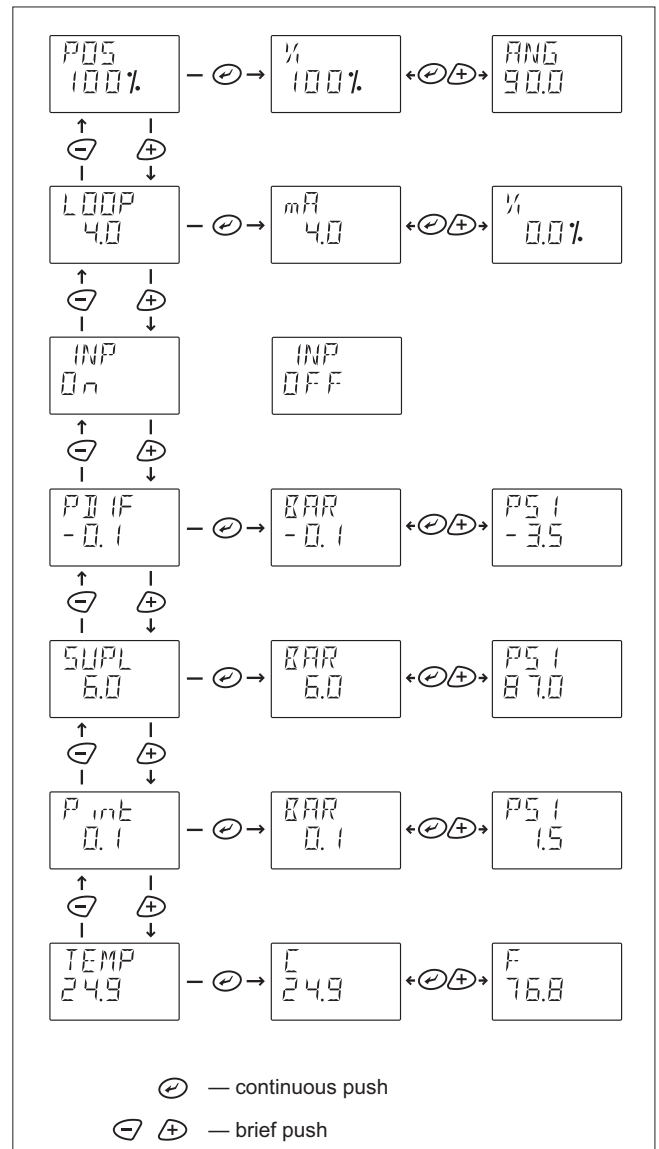 POS
100%
%
100%
ANG
90.0
LOOP
4.0
mA
4.0
%
0.0%
INP
On
INP
OFF
PDIF
-0.1
BAR
-0.1
PSI
-3.5
SUPL
6.0
BAR
6.0
PSI
87.0
P int
0.1
BAR
0.1
PSI
1.5
TEMP
24.9
C
24.9
F
76.8
— continuous push
— brief push